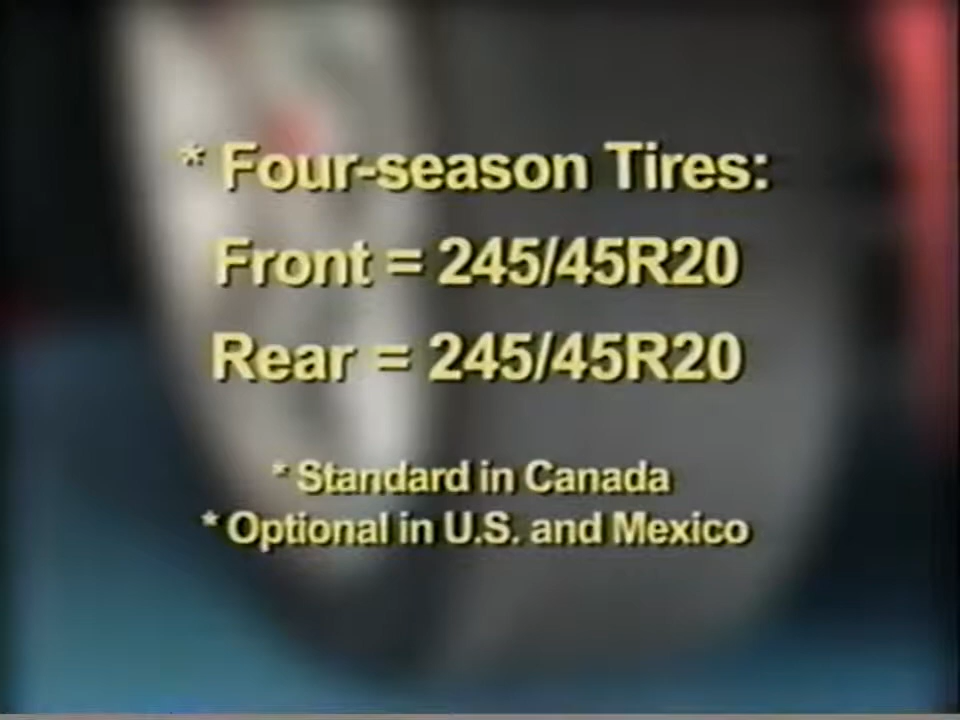 * Four-season Tires:
Front = 245/45R20
Rear = 245/45R20
* Standard in Canada
* Optional in U.S. and Mexico